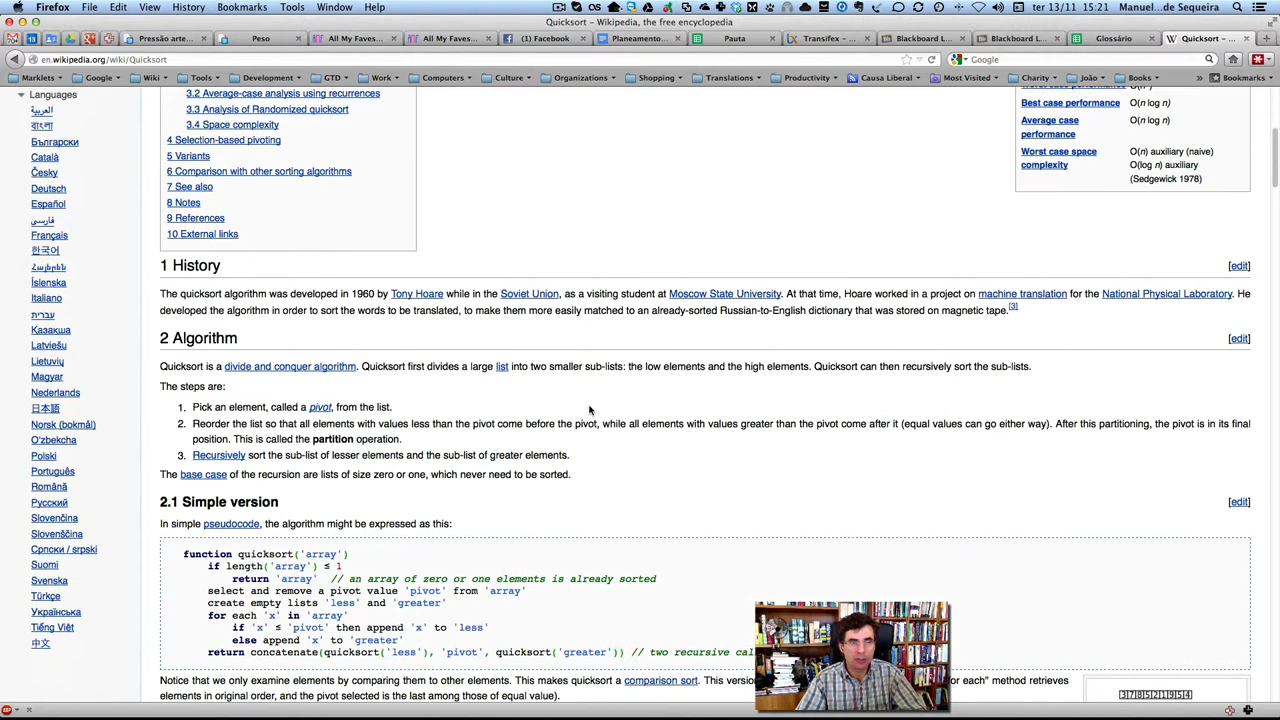 Firefox File Edit View History Bookmarks Tools Window Help ter 13/11 15:21 Manuel...de Sequeira
Quicksort – Wikipedia, the free encyclopedia
Pressão arte... Peso All My Faves... All My Faves... (1) Facebook Planeamento... Pauta Transifex – ... Blackboard L... Blackboard L... Glossário Quicksort – ...
en.wikipedia.org/wiki/Quicksort Google
Marklets Google Wiki Tools Development GTD Work Computers Culture Organizations Shopping Translations Productivity Causa Liberal Most Visited Charity João Books » Bookmarks
Languages
العربية
বাংলা
Български
Català
Česky
Deutsch
Español
فارسی
Français
한국어
Հայերեն
Íslenska
Italiano
עברית
Қазақша
Latviešu
Lietuvių
Magyar
Nederlands
日本語
Norsk (bokmål)
O'zbekcha
Polski
Português
Română
Русский
Slovenčina
Slovenščina
Српски / srpski
Suomi
Svenska
Türkçe
Українська
Tiếng Việt
中文
3.2 Average-case analysis using recurrences
3.3 Analysis of Randomized quicksort
3.4 Space complexity
4 Selection-based pivoting
5 Variants
6 Comparison with other sorting algorithms
7 See also
8 Notes
9 References
10 External links
Best case performance O(n log n)
Average case performance O(n log n)
Worst case space complexity O(n) auxiliary (naive)
O(log n) auxiliary
(Sedgewick 1978)
1 History [edit]
The quicksort algorithm was developed in 1960 by Tony Hoare while in the Soviet Union, as a visiting student at Moscow State University. At that time, Hoare worked in a project on machine translation for the National Physical Laboratory. He
developed the algorithm in order to sort the words to be translated, to make them more easily matched to an already-sorted Russian-to-English dictionary that was stored on magnetic tape.[3]
2 Algorithm [edit]
Quicksort is a divide and conquer algorithm. Quicksort first divides a large list into two smaller sub-lists: the low elements and the high elements. Quicksort can then recursively sort the sub-lists.
The steps are:
1. Pick an element, called a pivot, from the list.
2. Reorder the list so that all elements with values less than the pivot come before the pivot, while all elements with values greater than the pivot come after it (equal values can go either way). After this partitioning, the pivot is in its final
position. This is called the partition operation.
3. Recursively sort the sub-list of lesser elements and the sub-list of greater elements.
The base case of the recursion are lists of size zero or one, which never need to be sorted.
2.1 Simple version [edit]
In simple pseudocode, the algorithm might be expressed as this:
function quicksort('array')
if length('array') ≤ 1
return 'array' // an array of zero or one elements is already sorted
select and remove a pivot value 'pivot' from 'array'
create empty lists 'less' and 'greater'
for each 'x' in 'array'
if 'x' ≤ 'pivot' then append 'x' to 'less'
else append 'x' to 'greater'
return concatenate(quicksort('less'), 'pivot', quicksort('greater')) // two recursive cal
Notice that we only examine elements by comparing them to other elements. This makes quicksort a comparison sort. This version or each" method retrieves
elements in original order, and the pivot selected is the last among those of equal value).
3 7 8 5 2 1 9 5 4